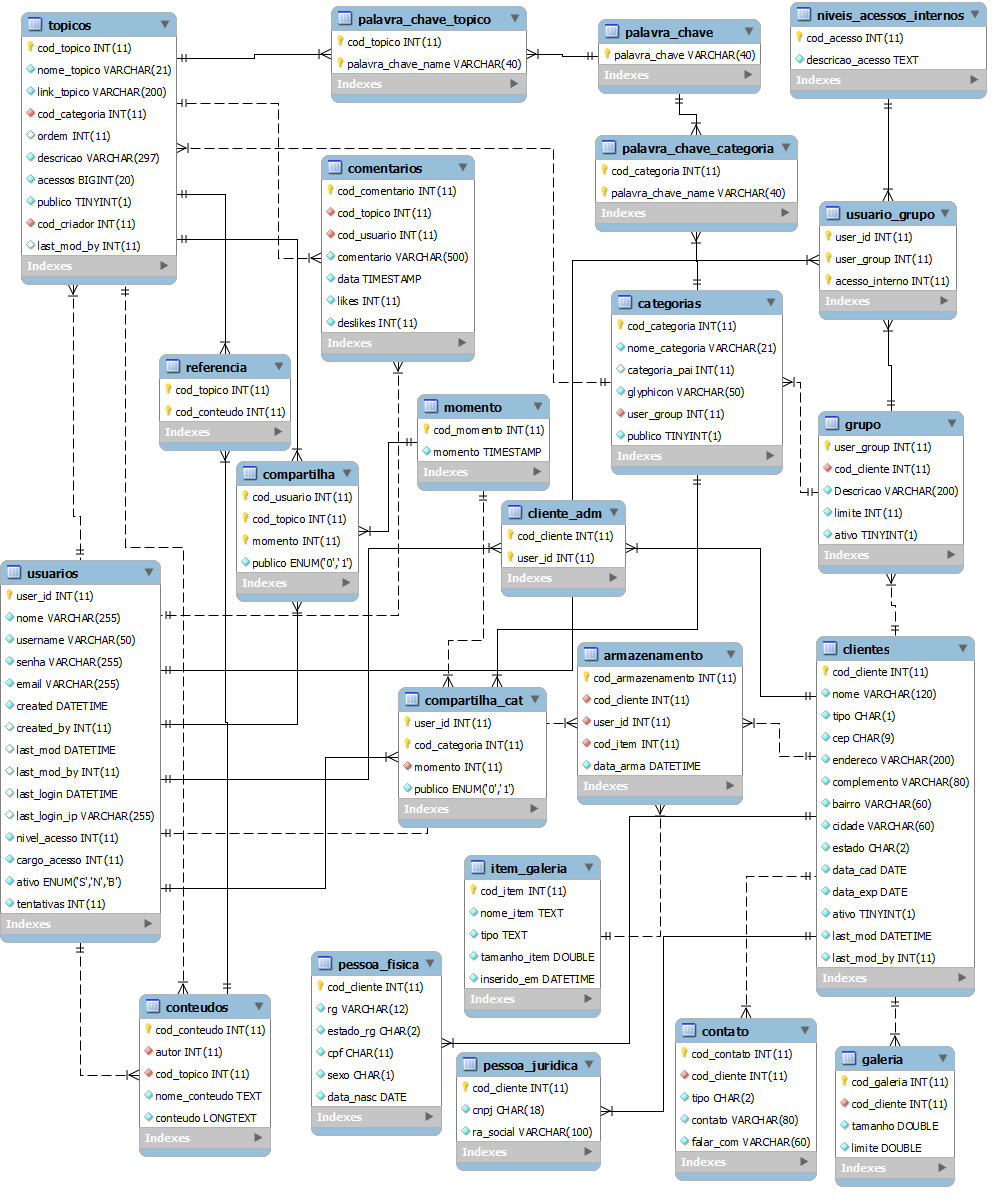 topicos
cod_topico INT(11)
nome_topico VARCHAR(21)
link_topico VARCHAR(200)
cod_categoria INT(11)
ordem INT(11)
descricao VARCHAR(297)
acessos BIGINT(20)
publico TINYINT(1)
cod_criador INT(11)
last_mod_by INT(11)
Indexes
palavra_chave_topico
cod_topico INT(11)
palavra_chave_name VARCHAR(40)
Indexes
palavra_chave
palavra_chave VARCHAR(40)
Indexes
niveis_acessos_internos
cod_acesso INT(11)
descricao_acesso TEXT
Indexes
comentarios
cod_comentario INT(11)
cod_topico INT(11)
cod_usuario INT(11)
comentario VARCHAR(500)
data TIMESTAMP
likes INT(11)
deslikes INT(11)
Indexes
palavra_chave_categoria
cod_categoria INT(11)
palavra_chave_name VARCHAR(40)
Indexes
usuario_grupo
user_id INT(11)
user_group INT(11)
acesso_interno INT(11)
Indexes
categorias
cod_categoria INT(11)
nome_categoria VARCHAR(21)
categoria_pai INT(11)
glyphicon VARCHAR(50)
user_group INT(11)
publico TINYINT(1)
Indexes
referencia
cod_topico INT(11)
cod_conteudo INT(11)
Indexes
momento
cod_momento INT(11)
momento TIMESTAMP
Indexes
grupo
user_group INT(11)
cod_cliente INT(11)
Descricao VARCHAR(200)
limite INT(11)
ativo TINYINT(1)
Indexes
compartilha
cod_usuario INT(11)
cod_topico INT(11)
momento INT(11)
publico ENUM('0','1')
Indexes
cliente_adm
cod_cliente INT(11)
user_id INT(11)
Indexes
usuarios
user_id INT(11)
nome VARCHAR(255)
username VARCHAR(50)
senha VARCHAR(255)
email VARCHAR(255)
created DATETIME
created_by INT(11)
last_mod DATETIME
last_mod_by INT(11)
last_login DATETIME
last_login_ip VARCHAR(255)
nivel_acesso INT(11)
cargo_acesso INT(11)
ativo ENUM('S','N','B')
tentativas INT(11)
Indexes
clientes
cod_cliente INT(11)
nome VARCHAR(120)
tipo CHAR(1)
cep CHAR(9)
endereco VARCHAR(200)
complemento VARCHAR(80)
bairro VARCHAR(60)
cidade VARCHAR(60)
estado CHAR(2)
data_cad DATE
data_exp DATE
ativo TINYINT(1)
last_mod DATETIME
last_mod_by INT(11)
Indexes
armazenamento
cod_armazenamento INT(11)
cod_cliente INT(11)
user_id INT(11)
cod_item INT(11)
data_arma DATETIME
Indexes
compartilha_cat
user_id INT(11)
cod_categoria INT(11)
momento INT(11)
publico ENUM('0','1')
Indexes
item_galeria
cod_item INT(11)
nome_item TEXT
tipo TEXT
tamanho_item DOUBLE
inserido_em DATETIME
Indexes
pessoa_fisica
cod_cliente INT(11)
rg VARCHAR(12)
estado_rg CHAR(2)
cpf CHAR(11)
sexo CHAR(1)
data_nasc DATE
Indexes
conteudos
cod_conteudo INT(11)
autor INT(11)
cod_topico INT(11)
nome_conteudo TEXT
conteudo LONGTEXT
Indexes
pessoa_juridica
cod_cliente INT(11)
cnpj CHAR(18)
ra_social VARCHAR(100)
Indexes
contato
cod_contato INT(11)
cod_cliente INT(11)
tipo CHAR(2)
contato VARCHAR(80)
falar_com VARCHAR(60)
Indexes
galeria
cod_galeria INT(11)
cod_cliente INT(11)
tamanho DOUBLE
limite DOUBLE
Indexes